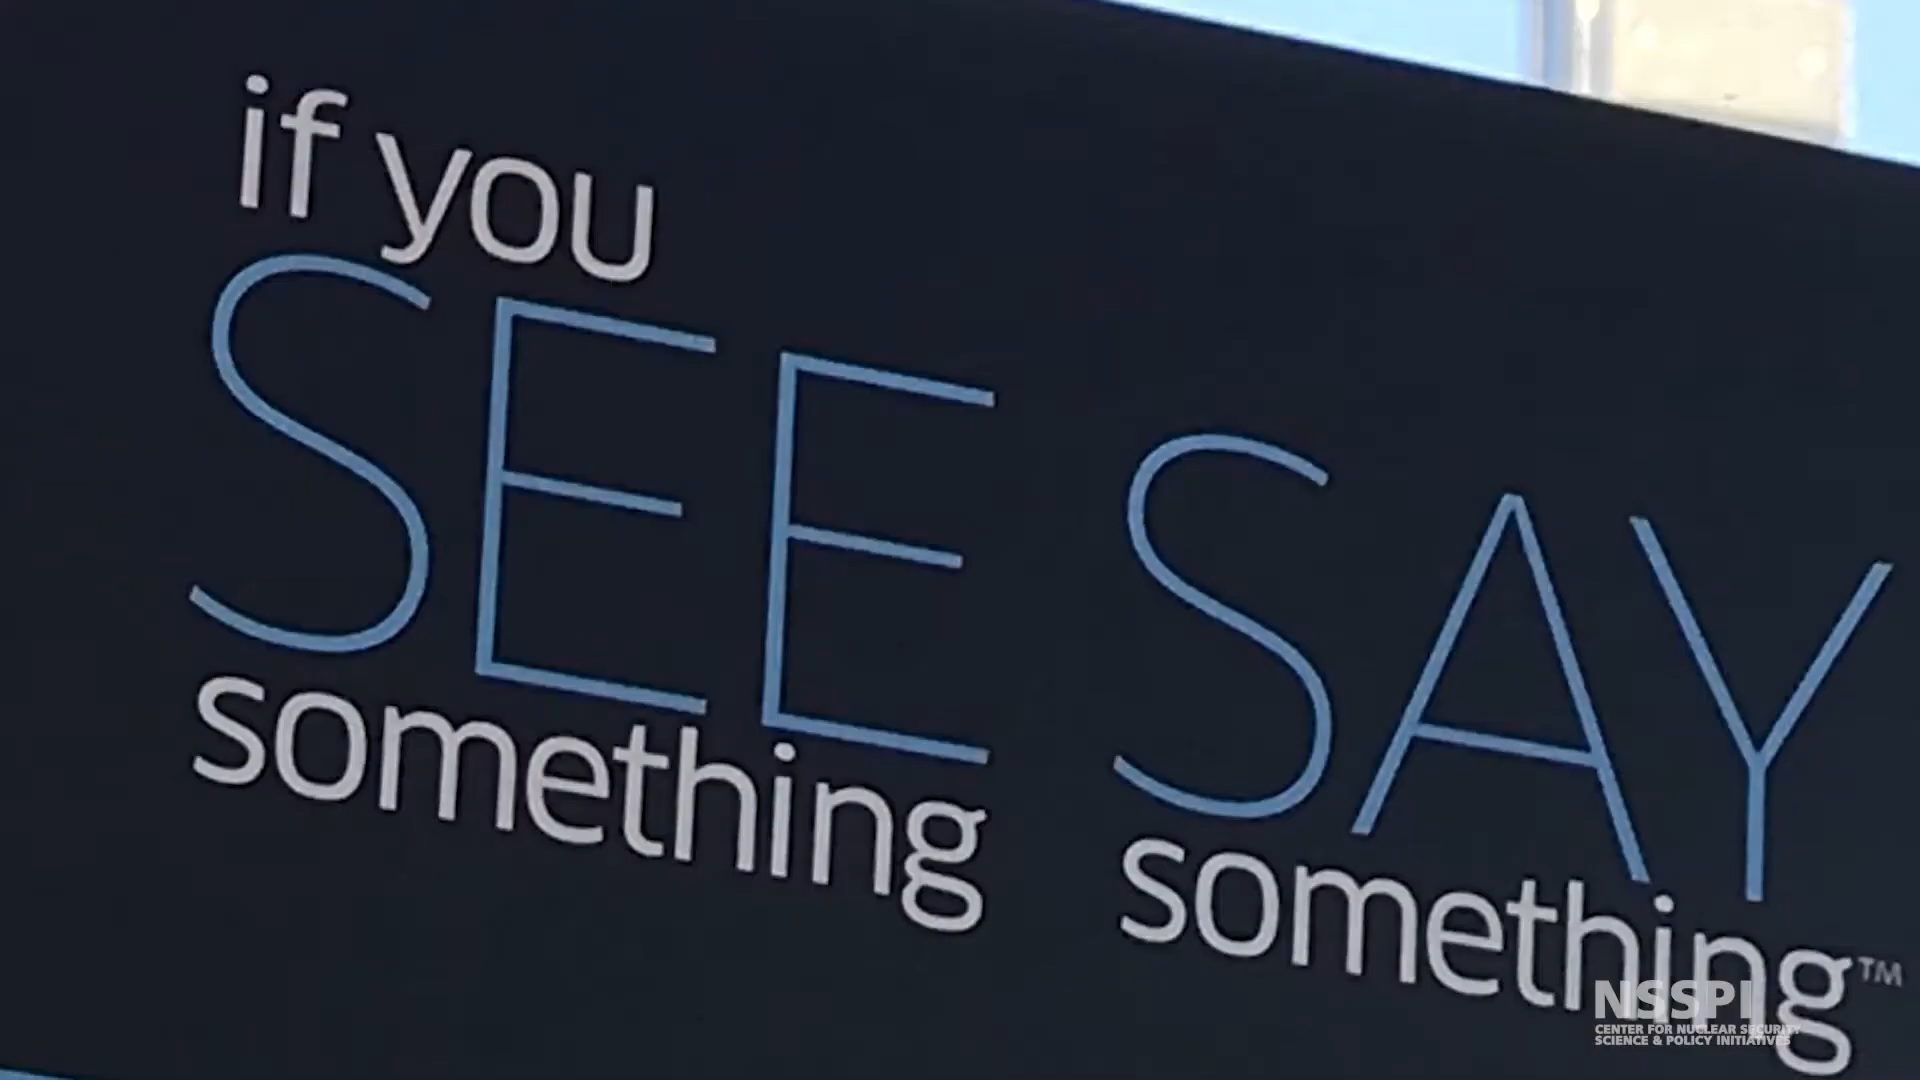 if you
SEE SAY
something something™
NSSPI
CENTER FOR NUCLEAR SECURITY
SCIENCE & POLICY INITIATIVES